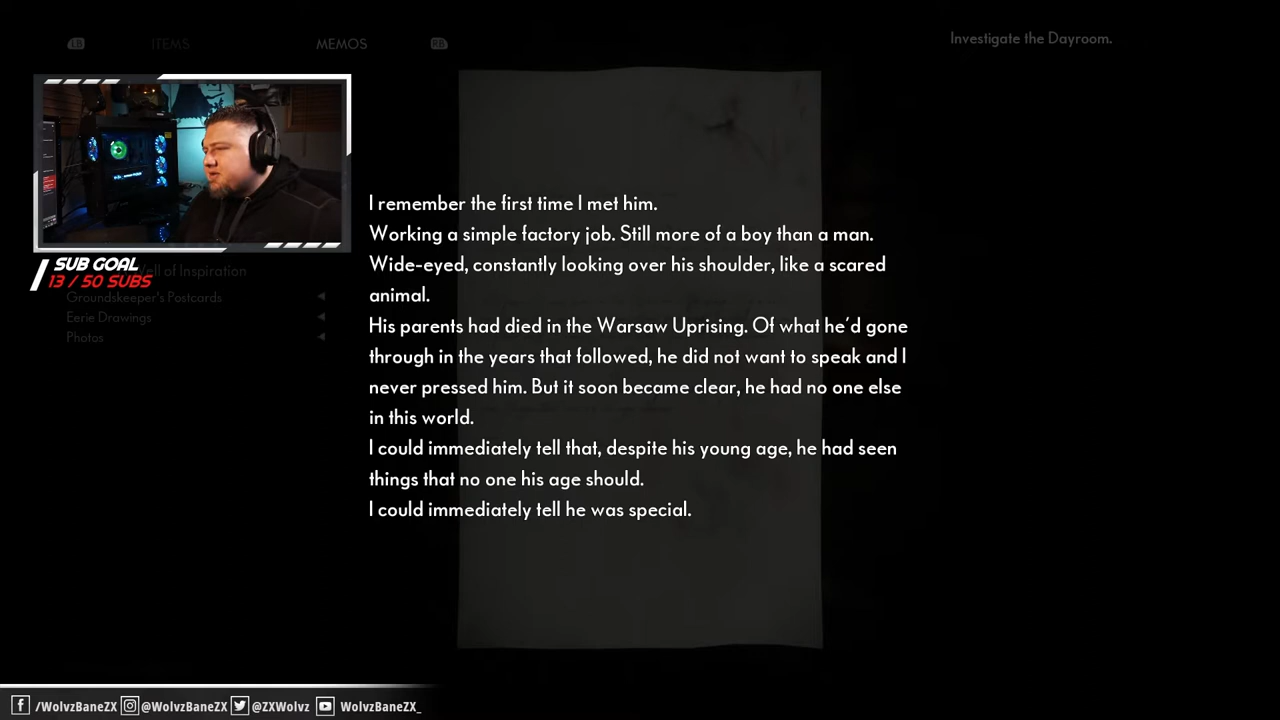 LB ITEMS MEMOS RB
Investigate the Dayroom.
I remember the first time I met him.
Working a simple factory job. Still more of a boy than a man.
Wide-eyed, constantly looking over his shoulder, like a scared
animal.
His parents had died in the Warsaw Uprising. Of what he'd gone
through in the years that followed, he did not want to speak and I
never pressed him. But it soon became clear, he had no one else
in this world.
I could immediately tell that, despite his young age, he had seen
things that no one his age should.
I could immediately tell he was special.
SUB GOAL
13 / 50 SUBS
of Inspiration
Groundskeeper's Postcards
Eerie Drawings
Photos
/WolvzBaneZX @WolvzBaneZX @ZXWolvz WolvzBaneZX_